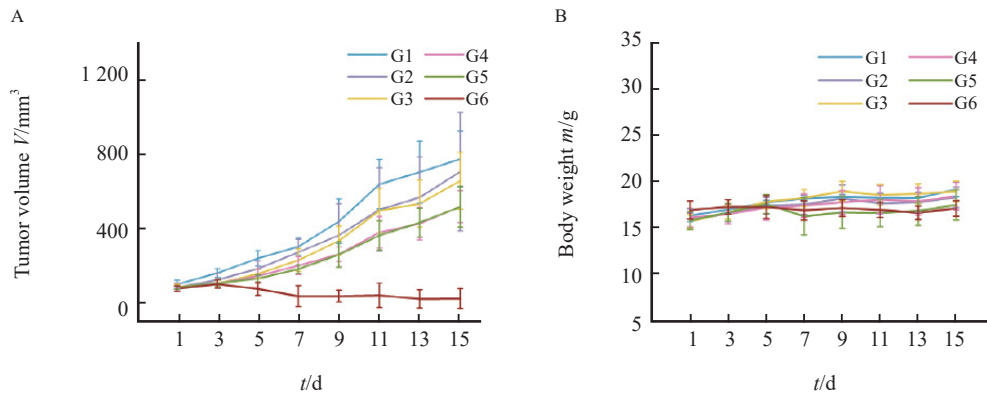 A
Tumor volume V/mm³
1 200
800
400
0
G1 G4
G2 G5
G3 G6
1 3 5 7 9 11 13 15
t/d
B
Body weight m/g
35
30
25
20
15
10
5
G1 G4
G2 G5
G3 G6
1 3 5 7 9 11 13 15
t/d